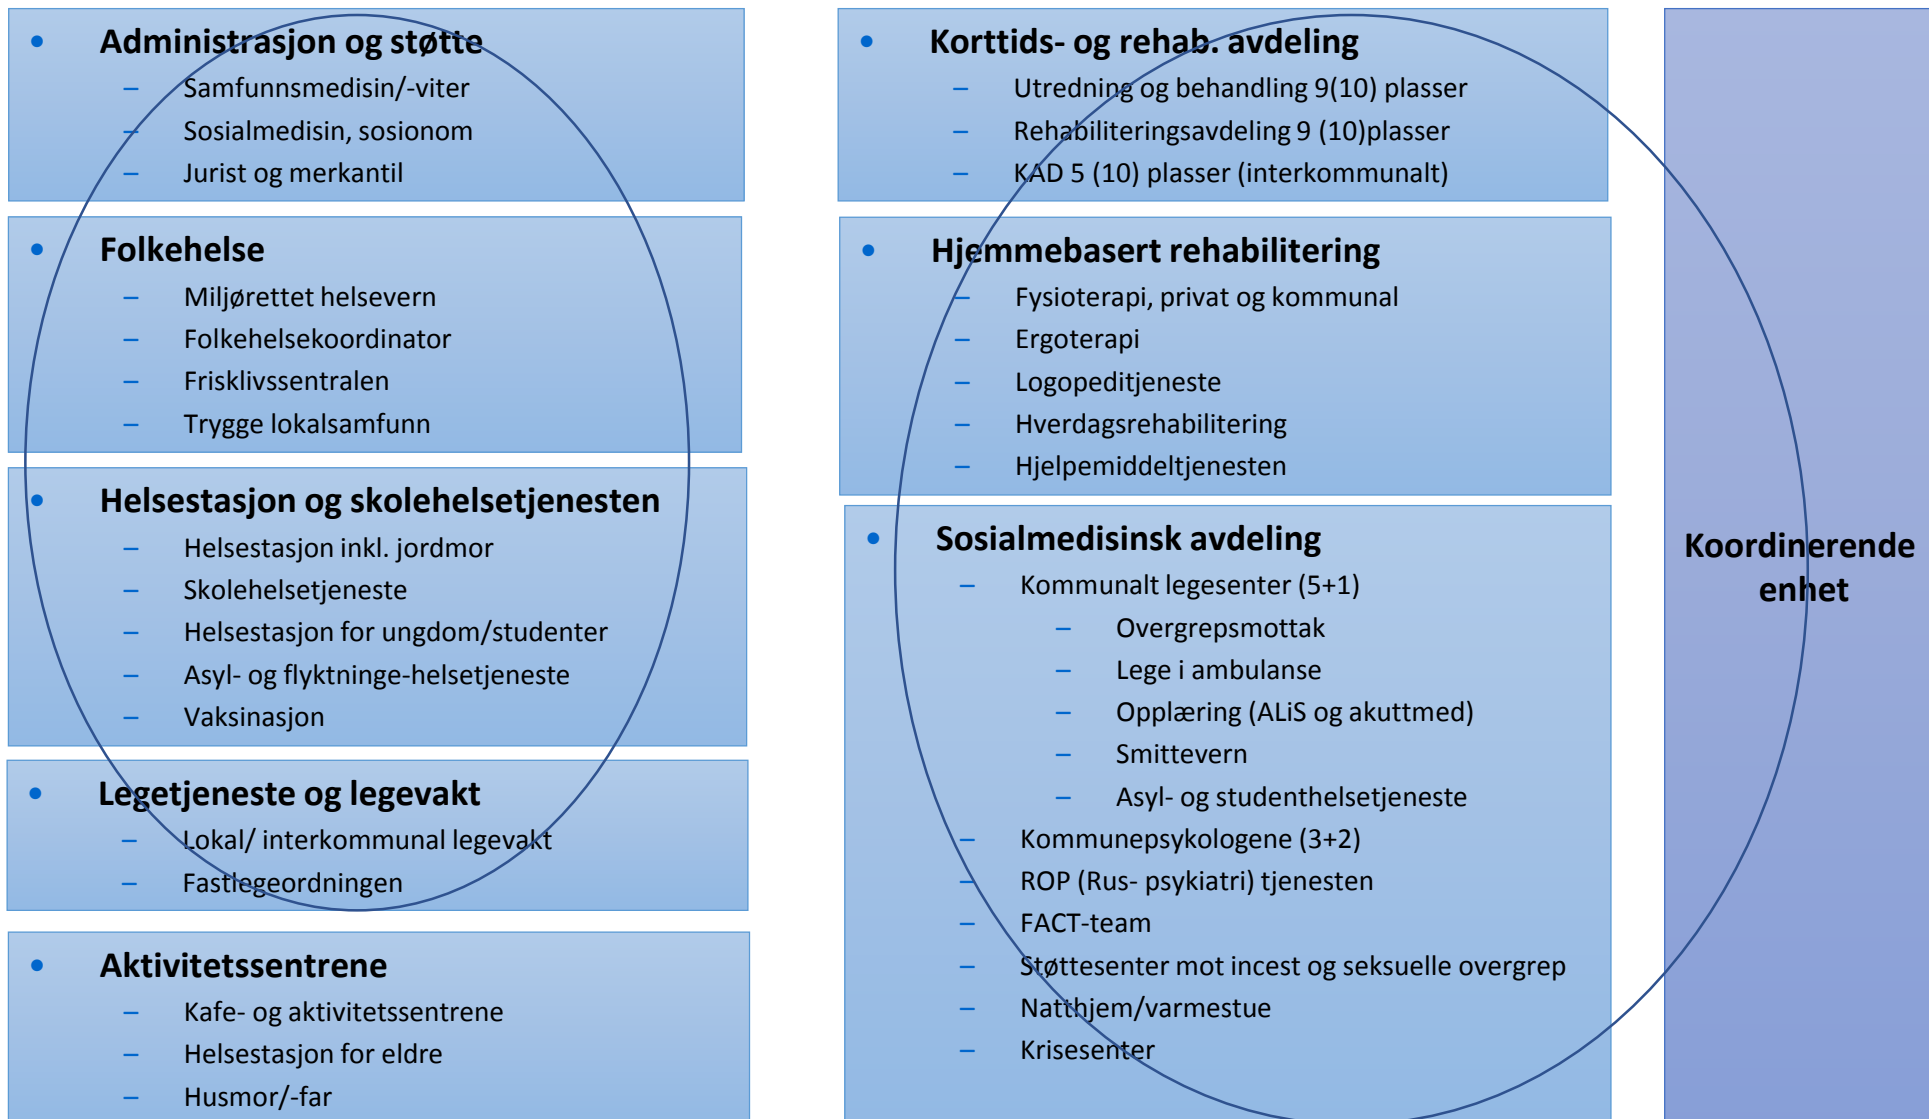 • Administrasjon og støtte
– Samfunnsmedisin/-viter
– Sosialmedisin, sosionom
– Jurist og merkantil
• Folkehelse
– Miljørettet helsevern
– Folkehelsekoordinator
– Frisklivssentralen
– Trygge lokalsamfunn
• Helsestasjon og skolehelsetjenesten
– Helsestasjon inkl. jordmor
– Skolehelsetjeneste
– Helsestasjon for ungdom/studenter
– Asyl- og flyktninge-helsetjeneste
– Vaksinasjon
• Legetjeneste og legevakt
– Lokal/ interkommunal legevakt
– Fastlegeordningen
• Aktivitetssentrene
– Kafe- og aktivitetssentrene
– Helsestasjon for eldre
– Husmor/-far
• Korttids- og rehab. avdeling
– Utredning og behandling 9(10) plasser
– Rehabiliteringsavdeling 9 (10)plasser
– KAD 5 (10) plasser (interkommunalt)
• Hjemmebasert rehabilitering
– Fysioterapi, privat og kommunal
– Ergoterapi
– Logopeditjeneste
– Hverdagsrehabilitering
– Hjelpemiddeltjenesten
• Sosialmedisinsk avdeling
– Kommunalt legesenter (5+1)
– Overgrepsmottak
– Lege i ambulanse
– Opplæring (ALiS og akuttmed)
– Smittevern
– Asyl- og studenthelsetjeneste
– Kommunepsykologene (3+2)
– ROP (Rus- psykiatri) tjenesten
– FACT-team
– Støttesenter mot incest og seksuelle overgrep
– Natthjem/varmestue
– Krisesenter
Koordinerende
enhet